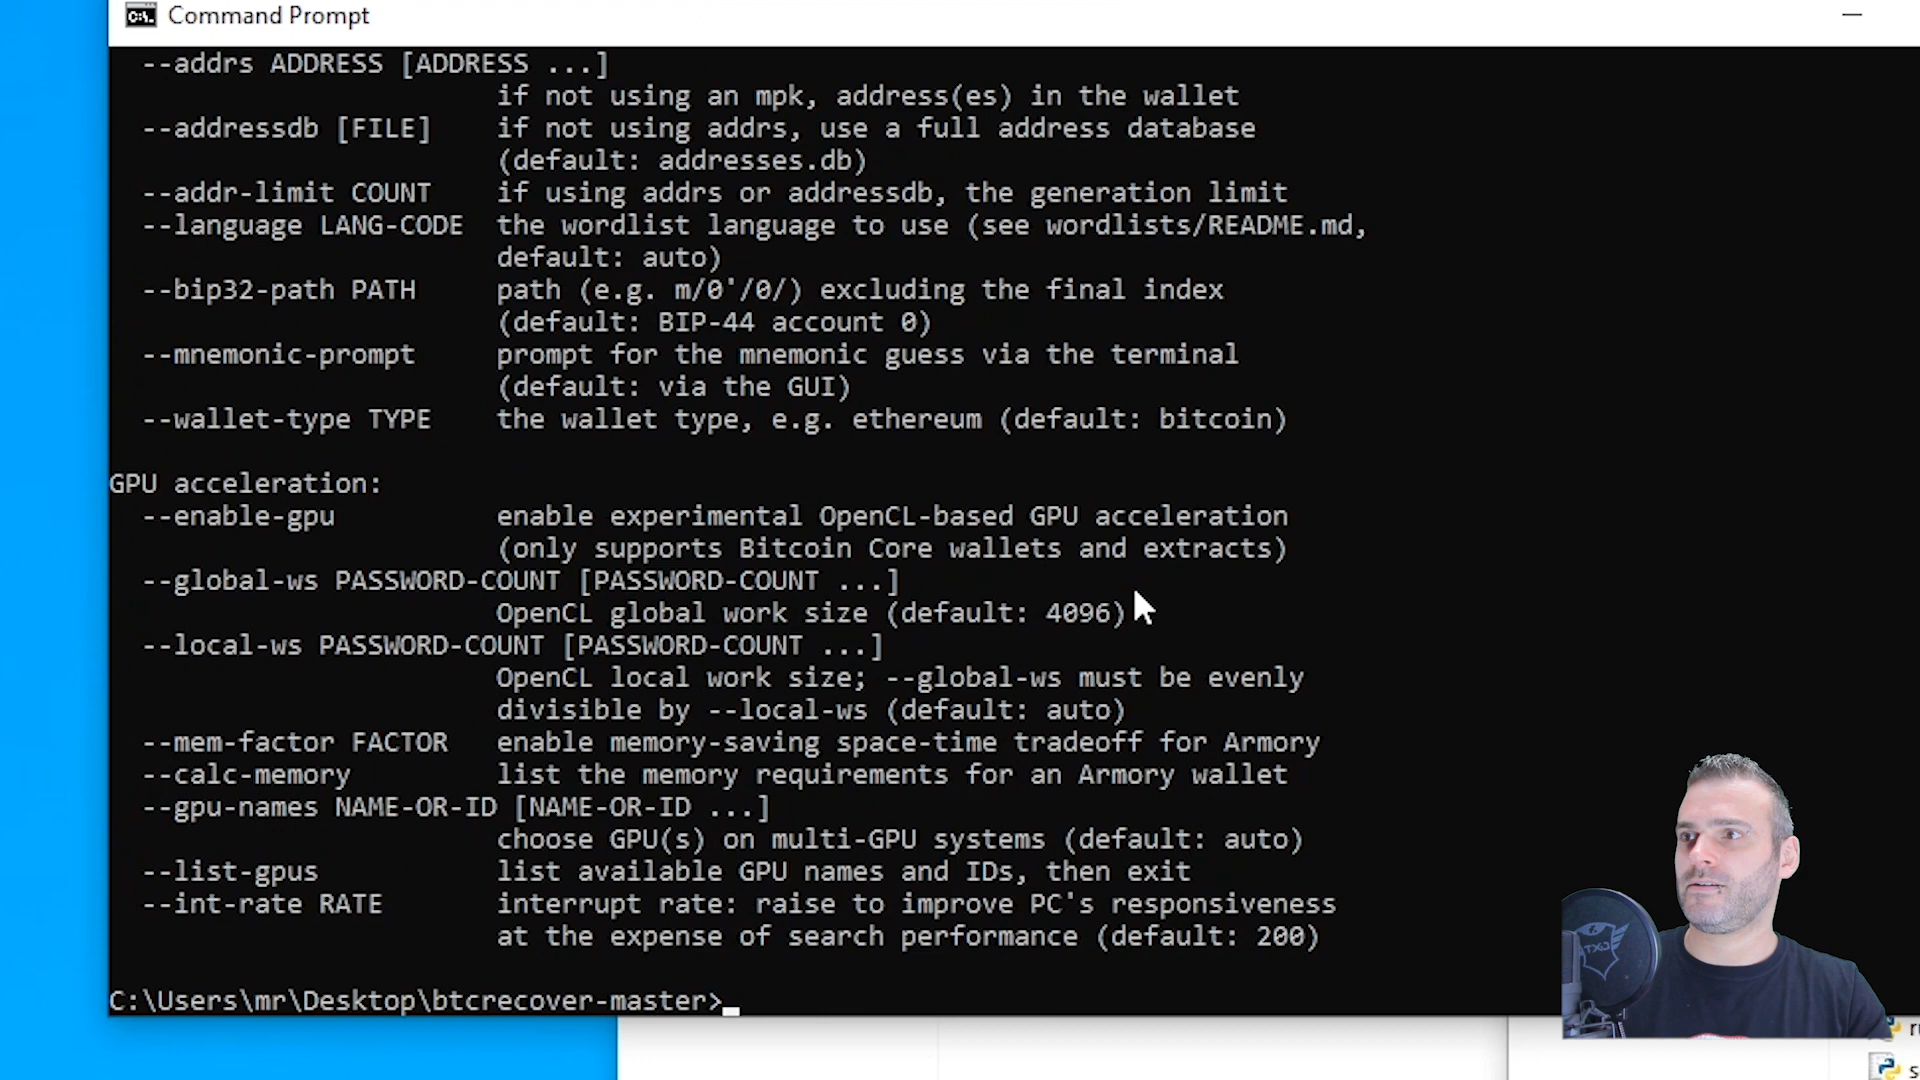 Command Prompt
--addrs ADDRESS [ADDRESS ...]
if not using an mpk, address(es) in the wallet
--addressdb [FILE] if not using addrs, use a full address database
(default: addresses.db)
--addr-limit COUNT if using addrs or addressdb, the generation limit
--language LANG-CODE the wordlist language to use (see wordlists/README.md,
default: auto)
--bip32-path PATH path (e.g. m/0'/0/) excluding the final index
(default: BIP-44 account 0)
--mnemonic-prompt prompt for the mnemonic guess via the terminal
(default: via the GUI)
--wallet-type TYPE the wallet type, e.g. ethereum (default: bitcoin)
GPU acceleration:
--enable-gpu enable experimental OpenCL-based GPU acceleration
(only supports Bitcoin Core wallets and extracts)
--global-ws PASSWORD-COUNT [PASSWORD-COUNT ...]
OpenCL global work size (default: 4096)
--local-ws PASSWORD-COUNT [PASSWORD-COUNT ...]
OpenCL local work size; --global-ws must be evenly
divisible by --local-ws (default: auto)
--mem-factor FACTOR enable memory-saving space-time tradeoff for Armory
--calc-memory list the memory requirements for an Armory wallet
--gpu-names NAME-OR-ID [NAME-OR-ID ...]
choose GPU(s) on multi-GPU systems (default: auto)
--list-gpus list available GPU names and IDs, then exit
--int-rate RATE interrupt rate: raise to improve PC's responsiveness
at the expense of search performance (default: 200)
C:\Users\mr\Desktop\btcrecover-master>